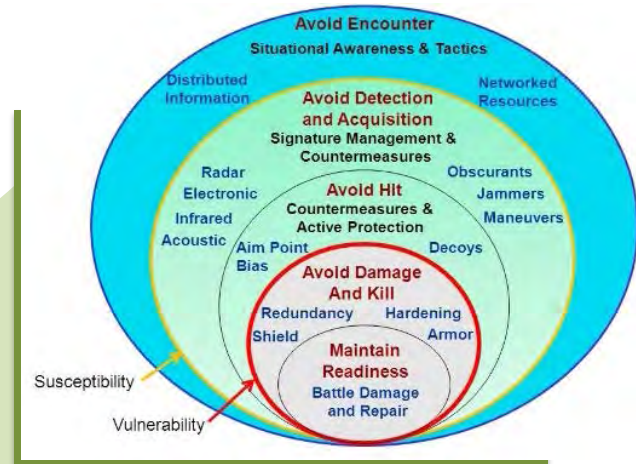 Avoid Encounter
Situational Awareness & Tactics
Distributed
Information
Networked
Resources
Avoid Detection
and Acquisition
Signature Management &
Countermeasures
Radar
Electronic
Infrared
Acoustic
Obscurants
Jammers
Maneuvers
Avoid Hit
Countermeasures &
Active Protection
Aim Point
Bias
Decoys
Avoid Damage
And Kill
Redundancy
Hardening
Shield
Armor
Maintain
Readiness
Battle Damage
and Repair
Susceptibility
Vulnerability